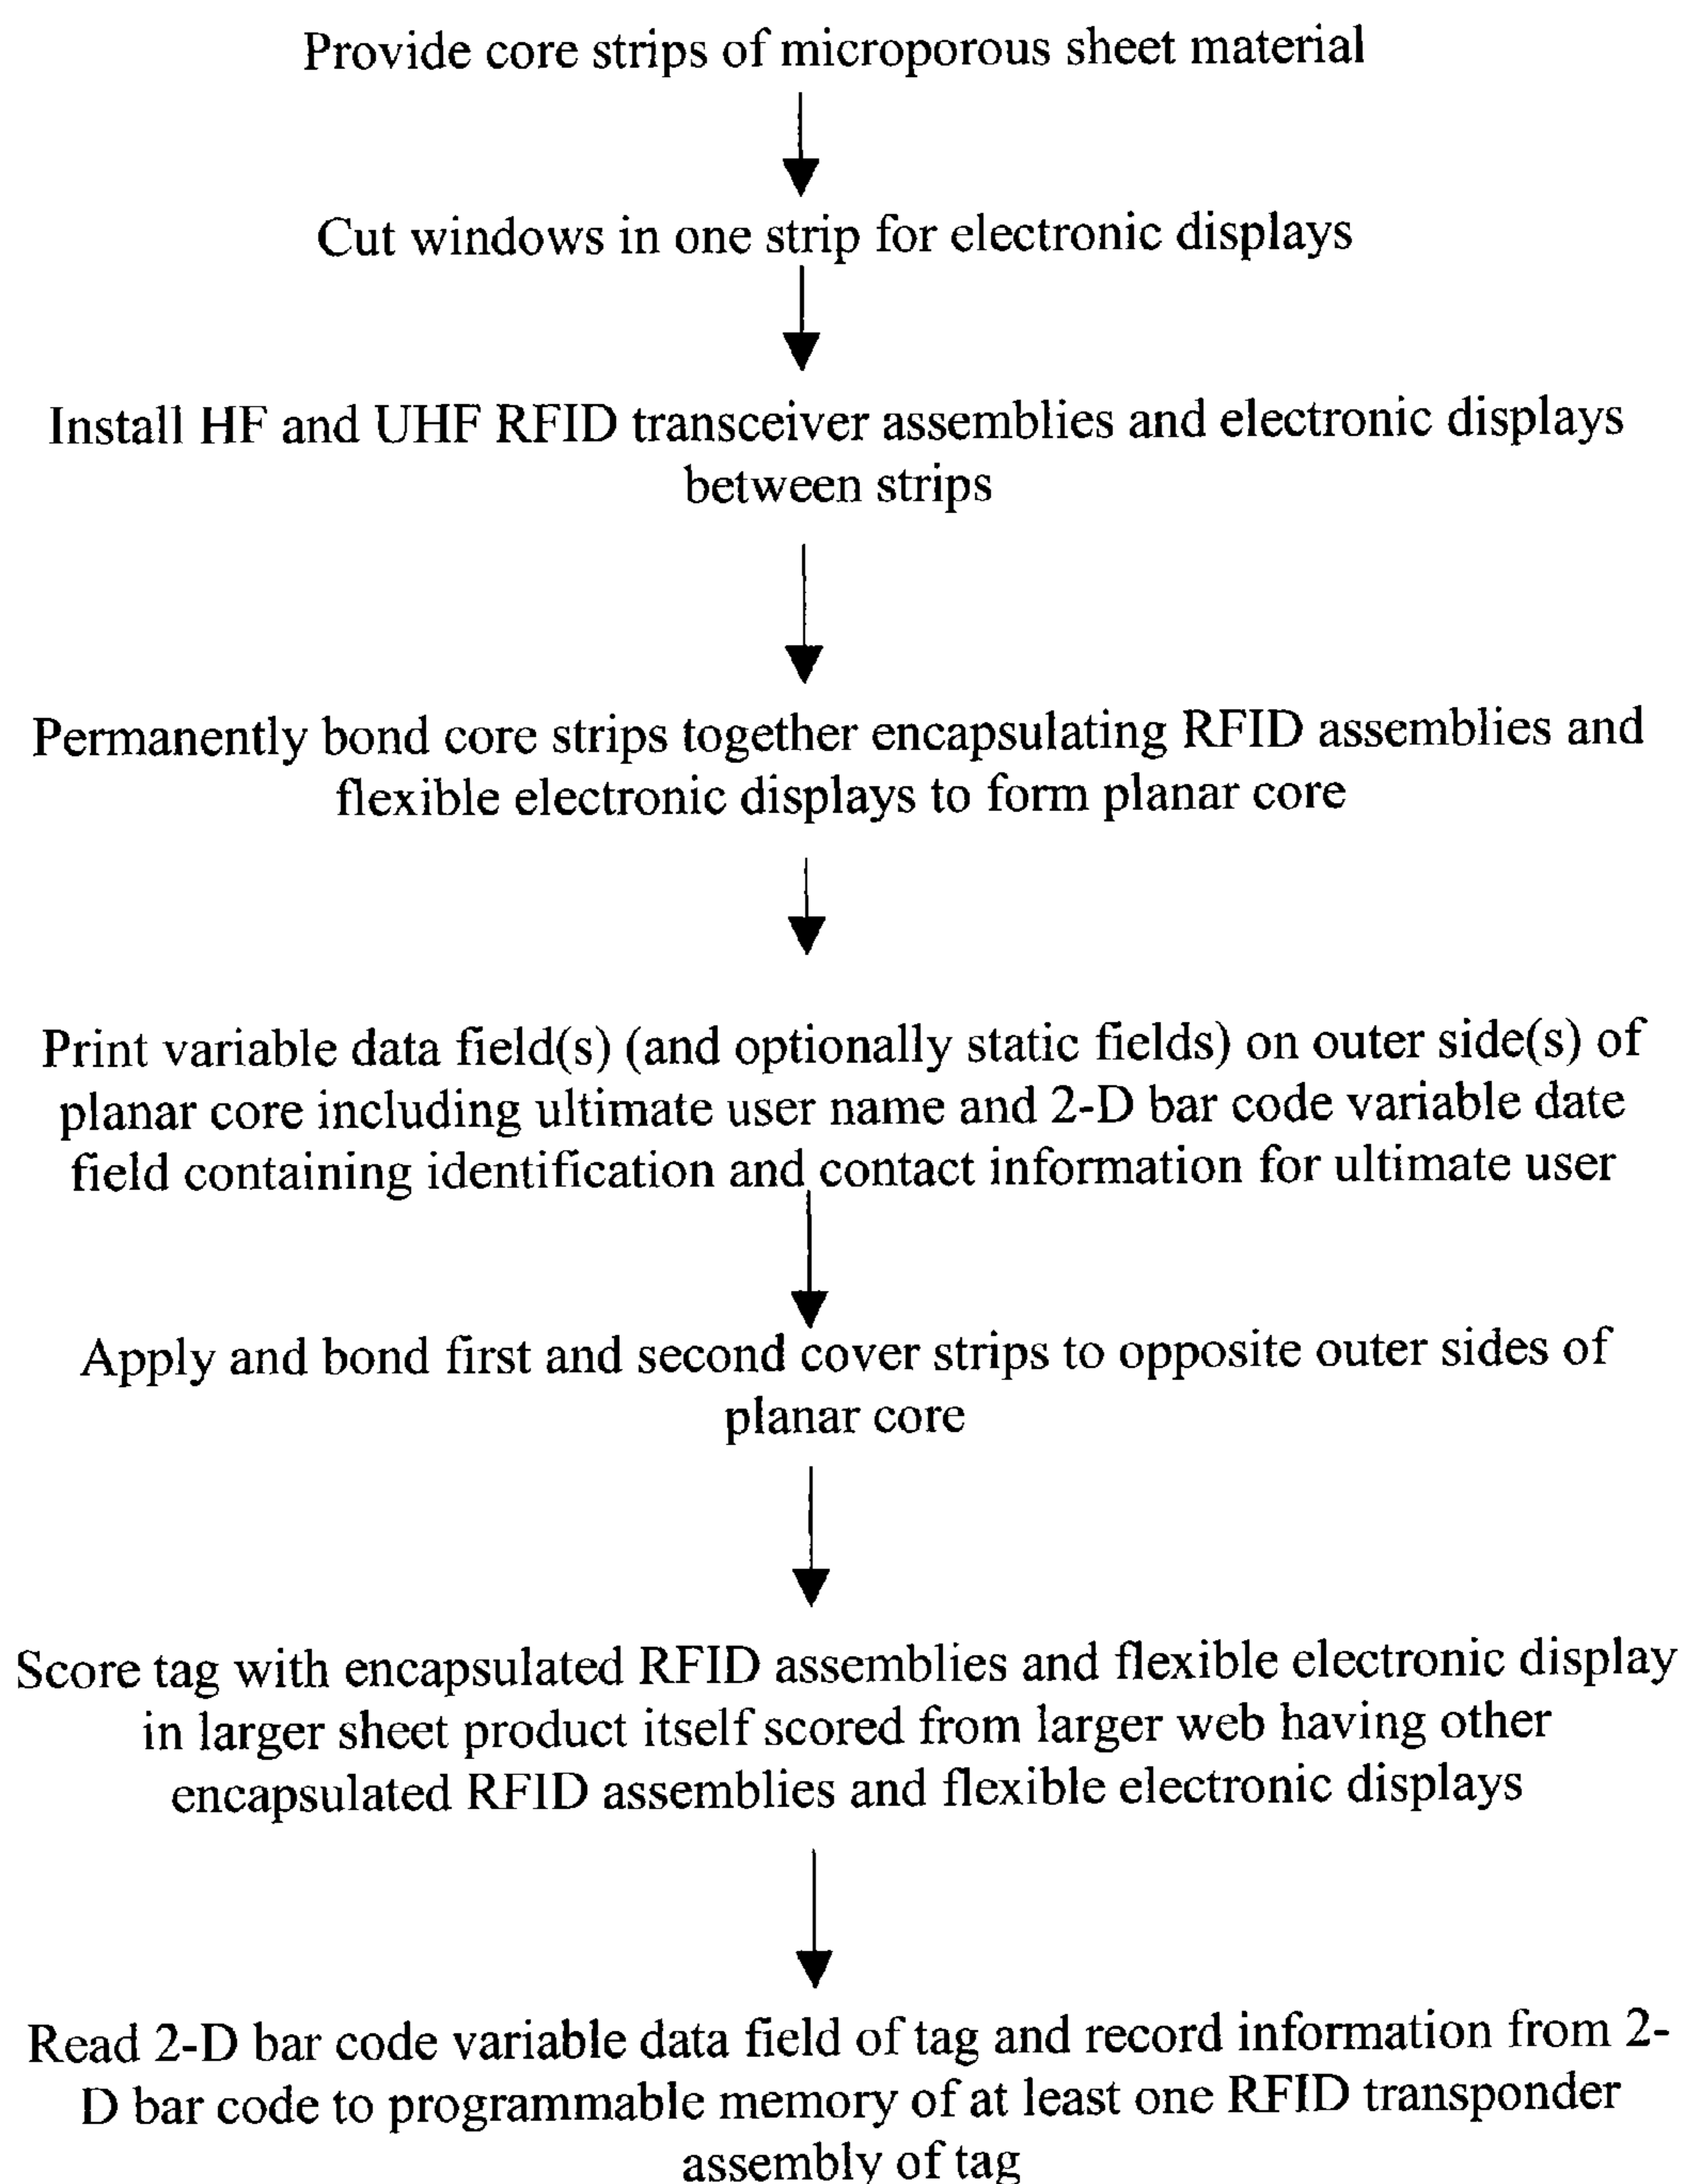 Provide core strips of microporous sheet material
Cut windows in one strip for electronic displays
Install HF and UHF RFID transceiver assemblies and electronic displays
between strips
Permanently bond core strips together encapsulating RFID assemblies and
flexible electronic displays to form planar core
Print variable data field(s) (and optionally static fields) on outer side(s) of
planar core including ultimate user name and 2-D bar code variable date
field containing identification and contact information for ultimate user
Apply and bond first and second cover strips to opposite outer sides of
planar core
Score tag with encapsulated RFID assemblies and flexible electronic display
in larger sheet product itself scored from larger web having other
encapsulated RFID assemblies and flexible electronic displays
Read 2-D bar code variable data field of tag and record information from 2-
D bar code to programmable memory of at least one RFID transponder
assembly of tag